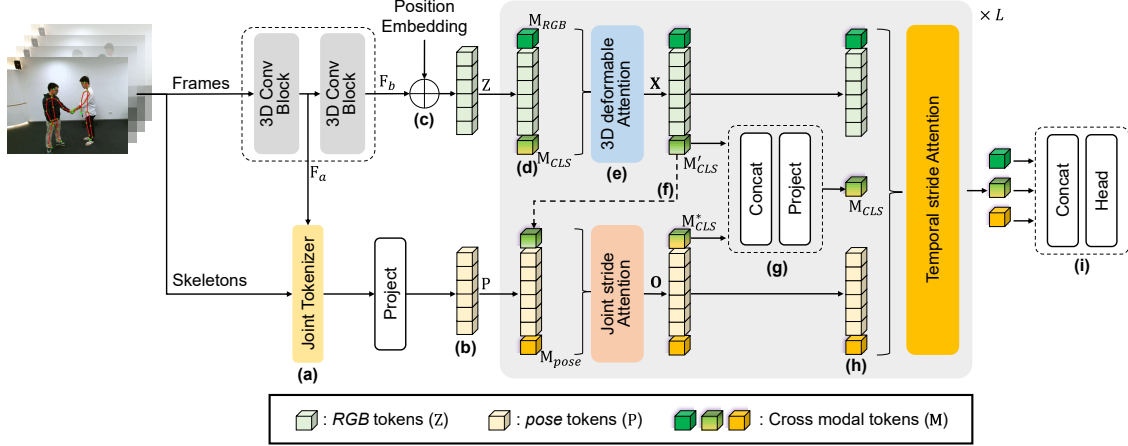 Position
Embedding
M_RGB
× L
Frames
3D Conv
Block
3D Conv
Block
F_b
(c)
Z
3D deformable
Attention
X
Temporal stride Attention
F_a
(d)
M_CLS
(e)
M'_CLS
(f)
Concat
Project
M_CLS
(g)
Concat
Head
(i)
Skeletons
Joint Tokenizer
(a)
Project
P
(b)
M*_CLS
Joint stride
Attention
O
M_pose
(h)
: RGB tokens (Z)
: pose tokens (P)
: Cross modal tokens (M)